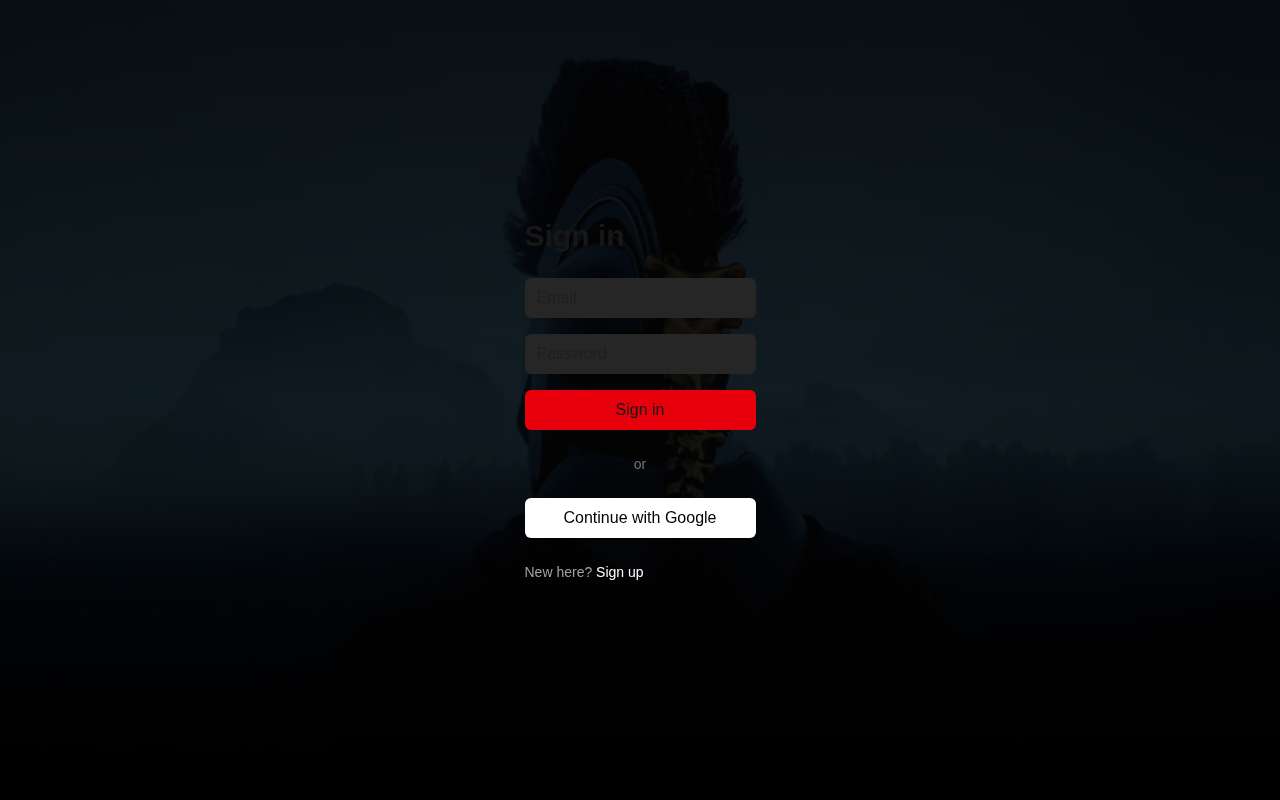 Sign in
Email
Password
Sign in
or
Continue with Google
New here? Sign up